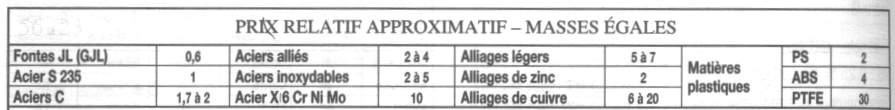 PRIX RELATIF APPROXIMATIF – MASSES ÉGALES
Fontes JL (GJL) 0,6 Aciers alliés 2 à 4 Alliages légers 5 à 7 Matières plastiques PS 2
Acier S 235 1 Aciers inoxydables 2 à 5 Alliages de zinc 2 ABS 4
Aciers C 1,7 à 2 Acier X 6 Cr Ni Mo 10 Alliages de cuivre 6 à 20 PTFE 30